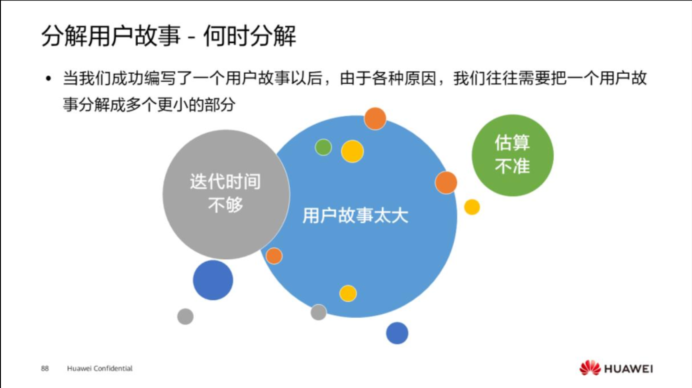 分解用户故事 - 何时分解
• 当我们成功编写了一个用户故事以后，由于各种原因，我们往往需要把一个用户故
事分解成多个更小的部分
估算
不准
迭代时间
不够
用户故事太大
88 Huawei Confidential
HUAWEI